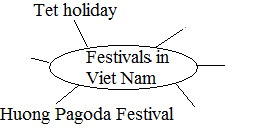 Tet holiday
Festivals in
Viet Nam
Huong Pagoda Festival